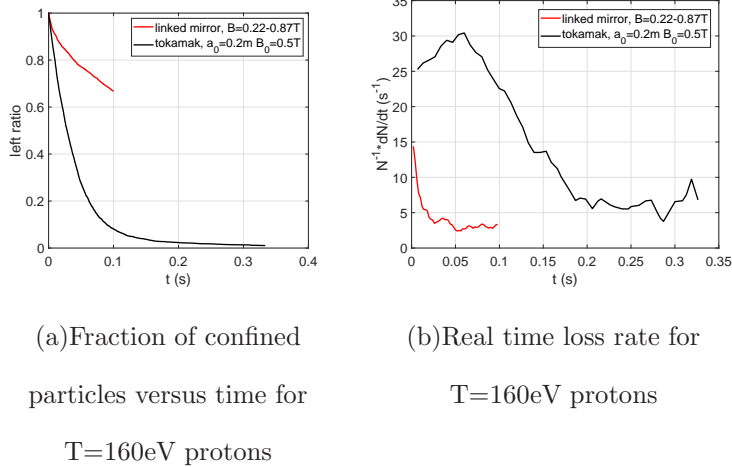 linked mirror, B=0.22-0.87T
tokamak, a₀=0.2m B₀=0.5T
left ratio
1
0.8
0.6
0.4
0.2
0
0 0.1 0.2 0.3 0.4
t (s)
linked mirror, B=0.22-0.87T
tokamak, a₀=0.2m B₀=0.5T
N⁻¹*dN/dt (s⁻¹)
35
30
25
20
15
10
5
0
0 0.05 0.1 0.15 0.2 0.25 0.3 0.35
t (s)
(a)Fraction of confined
particles versus time for
T=160eV protons
(b)Real time loss rate for
T=160eV protons